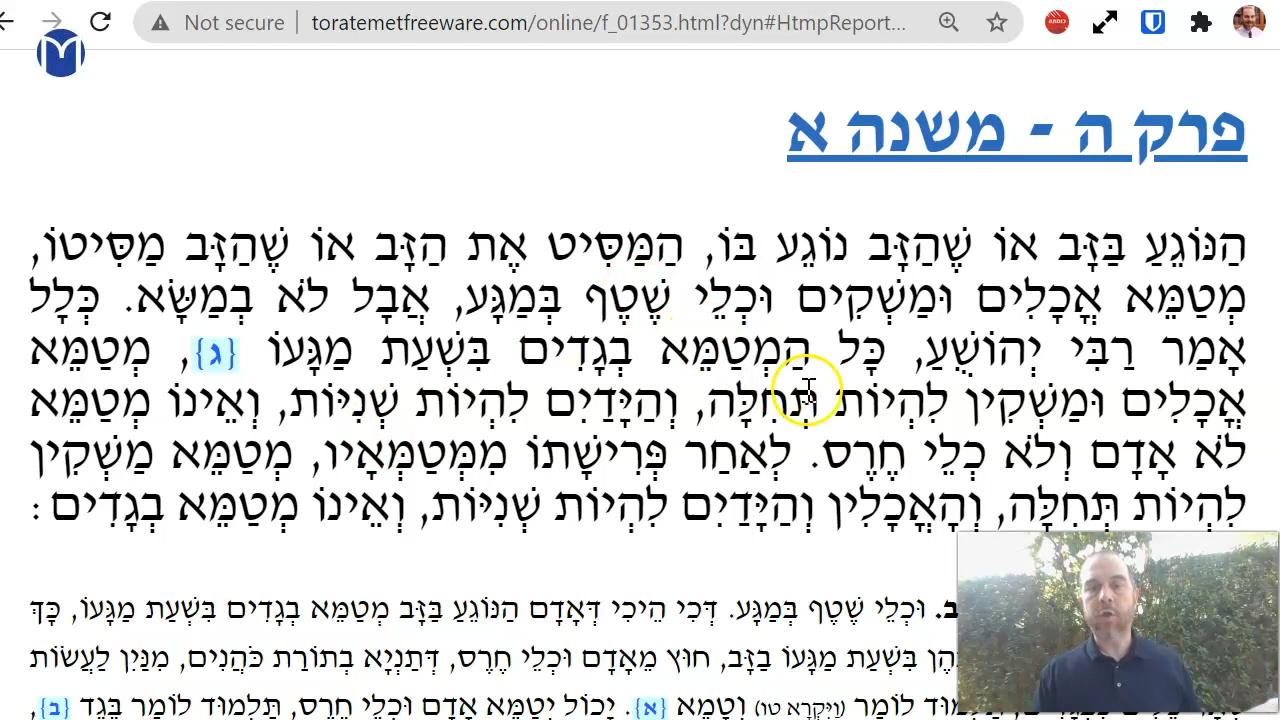 Not secure | toratemetfreeware.com/online/f_01353.html?dyn#HtmpReport...
פרק ה - משנה א
הַנּוֹגֵעַ בַּזָּב אוֹ שֶׁהַזָּב נוֹגֵעַ בּוֹ, הַמַּסִּיט אֶת הַזָּב אוֹ שֶׁהַזָּב מַסִּיטוֹ,
מְטַמֵּא אֳכָלִים וּמַשְׁקִים וּכְלֵי שֶׁטֶף בְּמַגָּע, אֲבָל לֹא בְמַשָּׂא. כְּלָל
אָמַר רַבִּי יְהוֹשֻׁעַ, כָּל הַמְטַמֵּא בְגָדִים בִּשְׁעַת מַגָּעוֹ {ג}, מְטַמֵּא
אֳכָלִים וּמַשְׁקִין לִהְיוֹת תְּחִלָּה, וְהַיָּדַיִם לִהְיוֹת שְׁנִיּוֹת, וְאֵינוֹ מְטַמֵּא
לֹא אָדָם וְלֹא כְלֵי חֶרֶס. לְאַחַר פְּרִישָׁתוֹ מִמְּטַמְּאָיו, מְטַמֵּא מַשְׁקִין
לִהְיוֹת תְּחִלָּה, וְהָאֳכָלִין וְהַיָּדַיִם לִהְיוֹת שְׁנִיּוֹת, וְאֵינוֹ מְטַמֵּא בְגָדִים:
ב. וּכְלֵי שֶׁטֶף בְּמַגָּע. דְּכִי הֵיכִי דְּאָדָם הַנּוֹגֵעַ בַּזָּב מְטַמֵּא בְגָדִים בִּשְׁעַת מַגָּעוֹ, כָּךְ
בִּשְׁעַת מַגָּעוֹ בַזָּב, חוּץ מֵאָדָם וּכְלֵי חֶרֶס, דְּתַנְיָא בְתוֹרַת כֹּהֲנִים, מִנַּיִן לַעֲשׂוֹת
לוֹמַר (וַיִּקְרָא טו) וְטָמֵא {א}. יָכוֹל יְטַמֵּא אָדָם וּכְלֵי חֶרֶס, תַּלְמוּד לוֹמַר בֶּגֶד {ב},